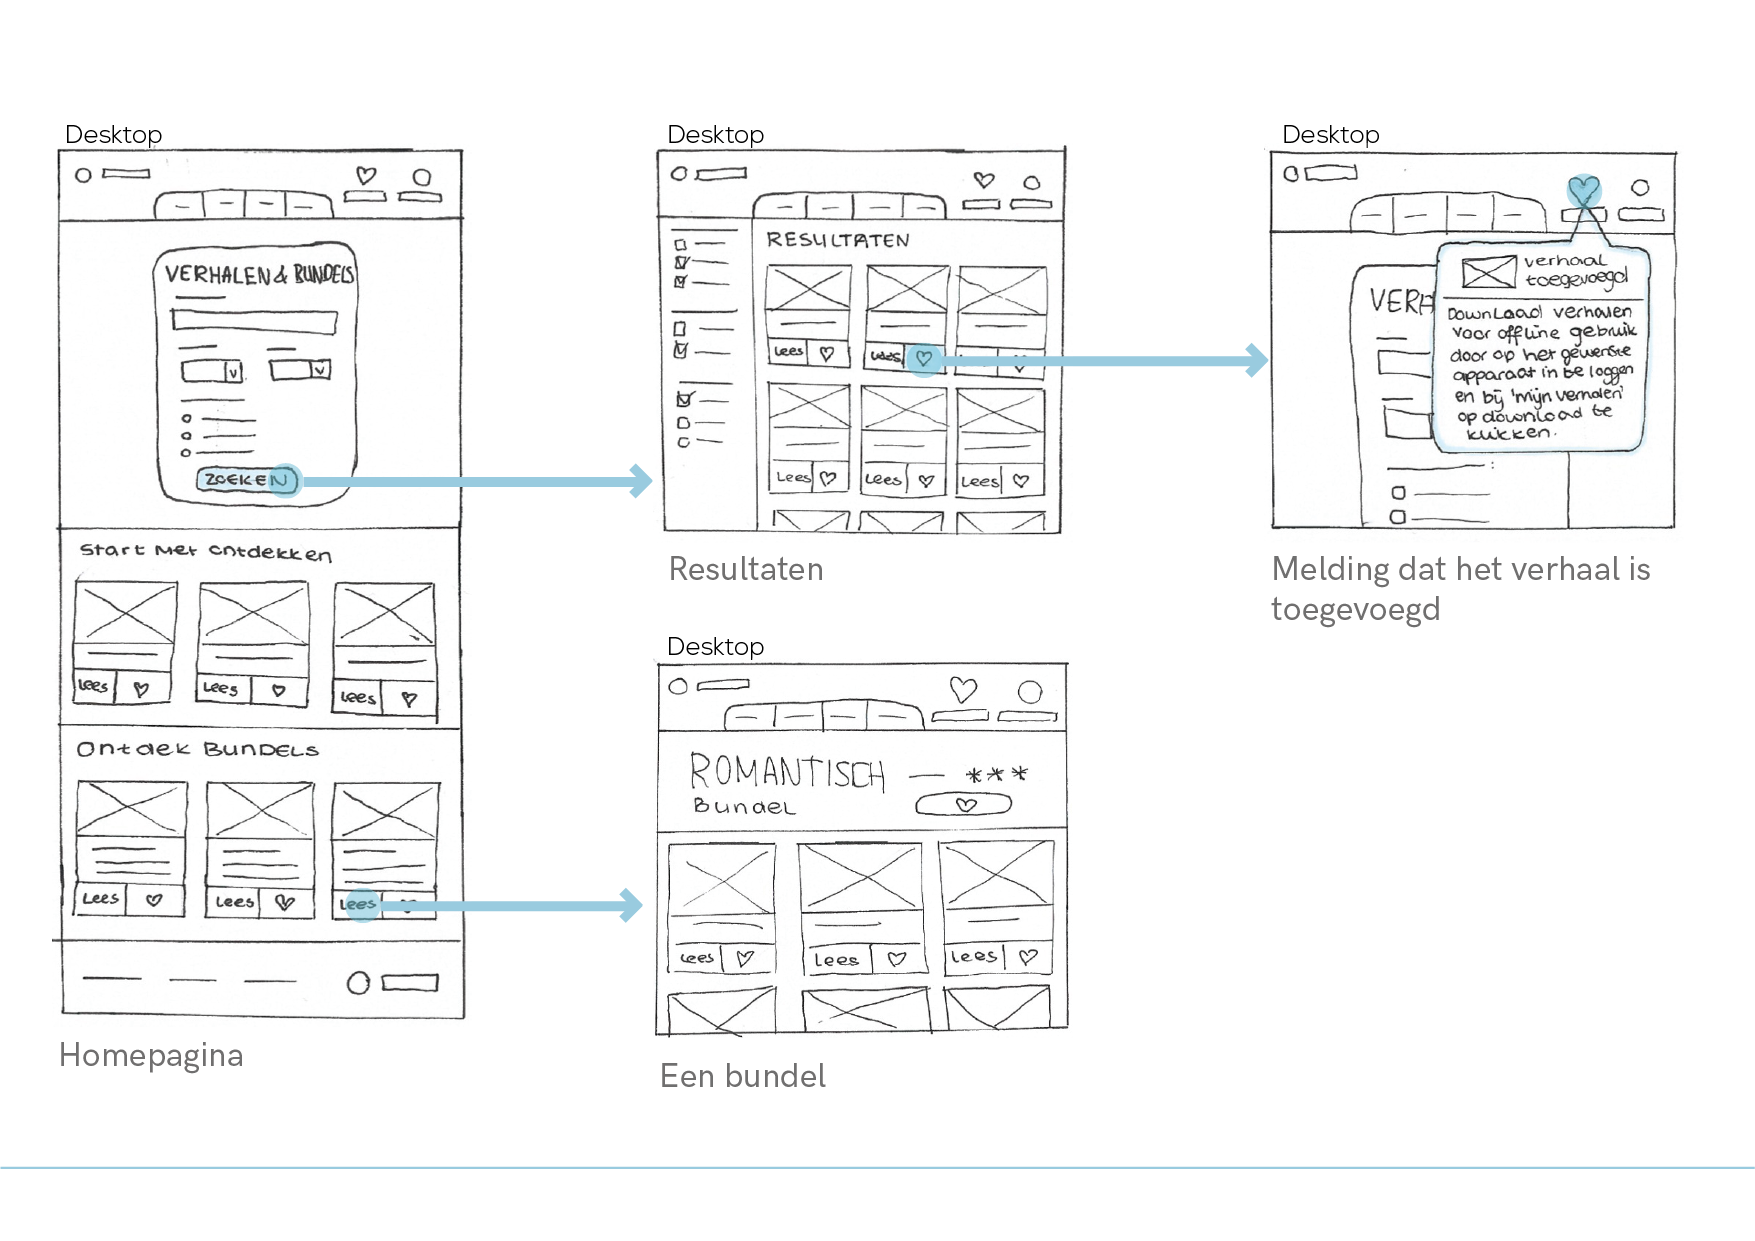 Desktop
VERHALEN & BUNDELS
ZOEKEN
Start met ontdekken
Lees
Lees
Lees
Ontdek BUNDELS
Lees
Lees
Lees
Homepagina
Desktop
RESULTATEN
Lees
Lees
Lees
Lees
Lees
Resultaten
Desktop
VERH
verhaal
toegevoegd
Download verhalen
voor offline gebruik
door op het gewenste
apparaat in te loggen
en bij 'mijn verhalen'
op download te
klikken.
Melding dat het verhaal is
toegevoegd
Desktop
ROMANTISCH
Bundel
***
Lees
Lees
Lees
Een bundel